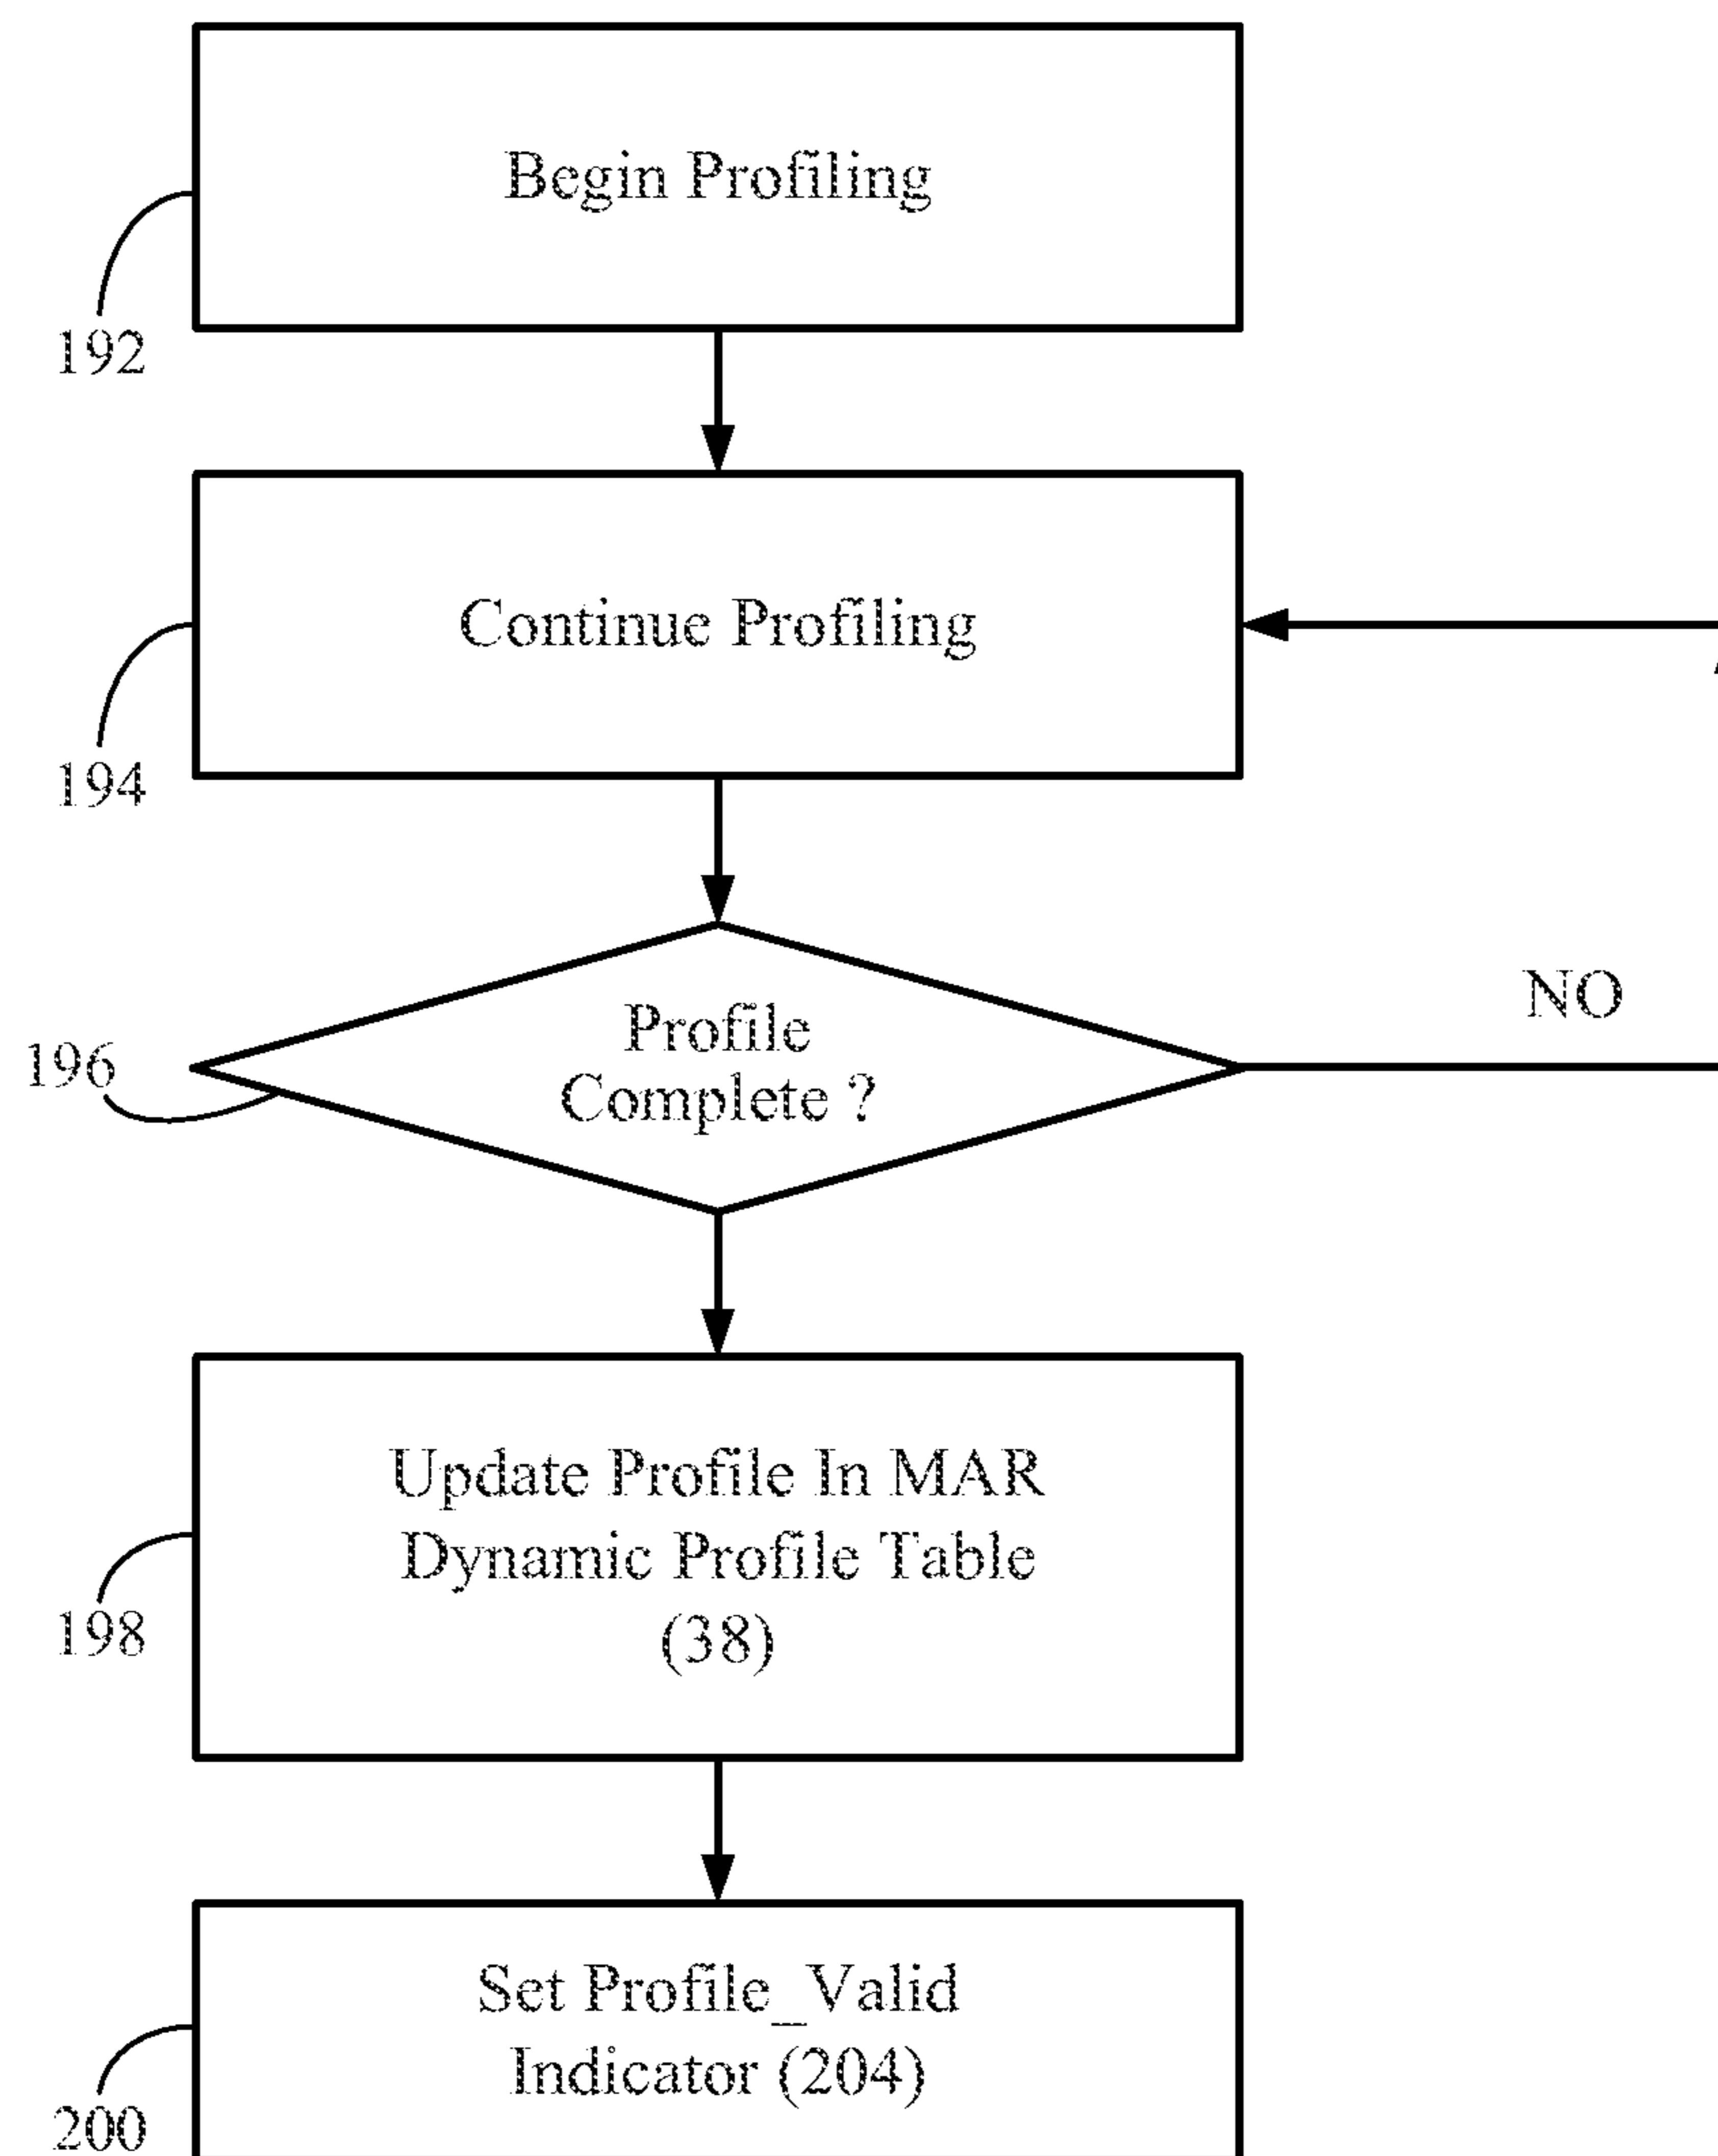 Begin Profiling
192
Continue Profiling
194
NO
Profile
Complete ?
196
Update Profile In MAR
Dynamic Profile Table
(38)
198
Set Profile_Valid
Indicator (204)
200